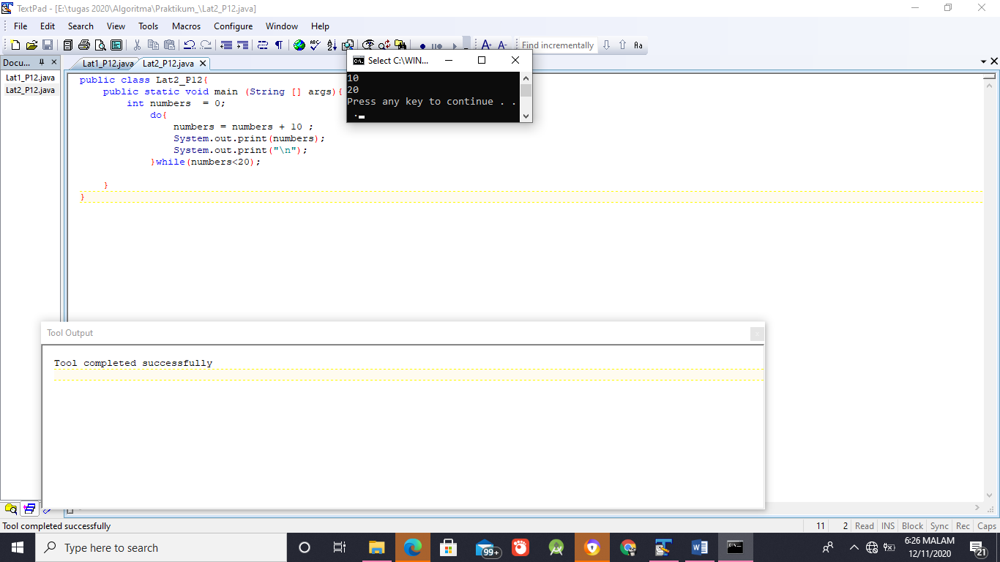 TextPad - [E:\tugas 2020\Algoritma\Praktikum_\Lat2_P12.java]
File Edit Search View Tools Macros Configure Window Help
Find incrementally
Docu...
Lat1_P12.java Lat2_P12.java
Lat1_P12.java
Lat2_P12.java
public class Lat2_P12{
public static void main (String [] args){
int numbers = 0;
do{
numbers = numbers + 10 ;
System.out.print(numbers);
System.out.print("\n");
}while(numbers<20);
}
}
Select C:\WIN...
10
20
Press any key to continue . .
.
Tool Output
Tool completed successfully
Tool completed successfully
11 2 Read INS Block Sync Rec Caps
Type here to search
99+
6:26 MALAM
12/11/2020
21